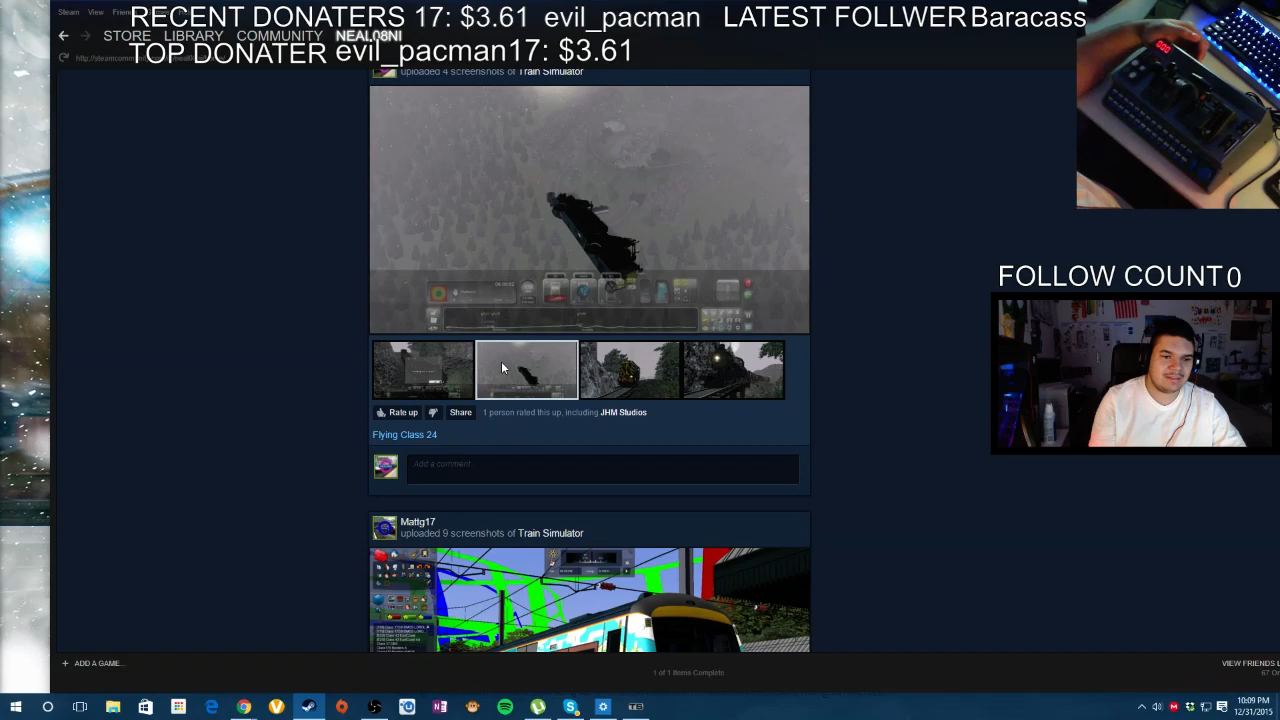 Steam View
RECENT DONATERS 17: $3.61 evil_pacman LATEST FOLLWER Baracass
STORE LIBRARY COMMUNITY NEAL08NI
TOP DONATER evil_pacman17: $3.61
uploaded 4 screenshots of Train Simulator
FOLLOW COUNT 0
Rate up
Share
1 person rated this up, including JHM Studios
Flying Class 24
Add a comment
Mattg17
uploaded 9 screenshots of Train Simulator
+ ADD A GAME...
1 of 1 Items Complete
VIEW FRIENDS L
10:09 PM
12/31/2015